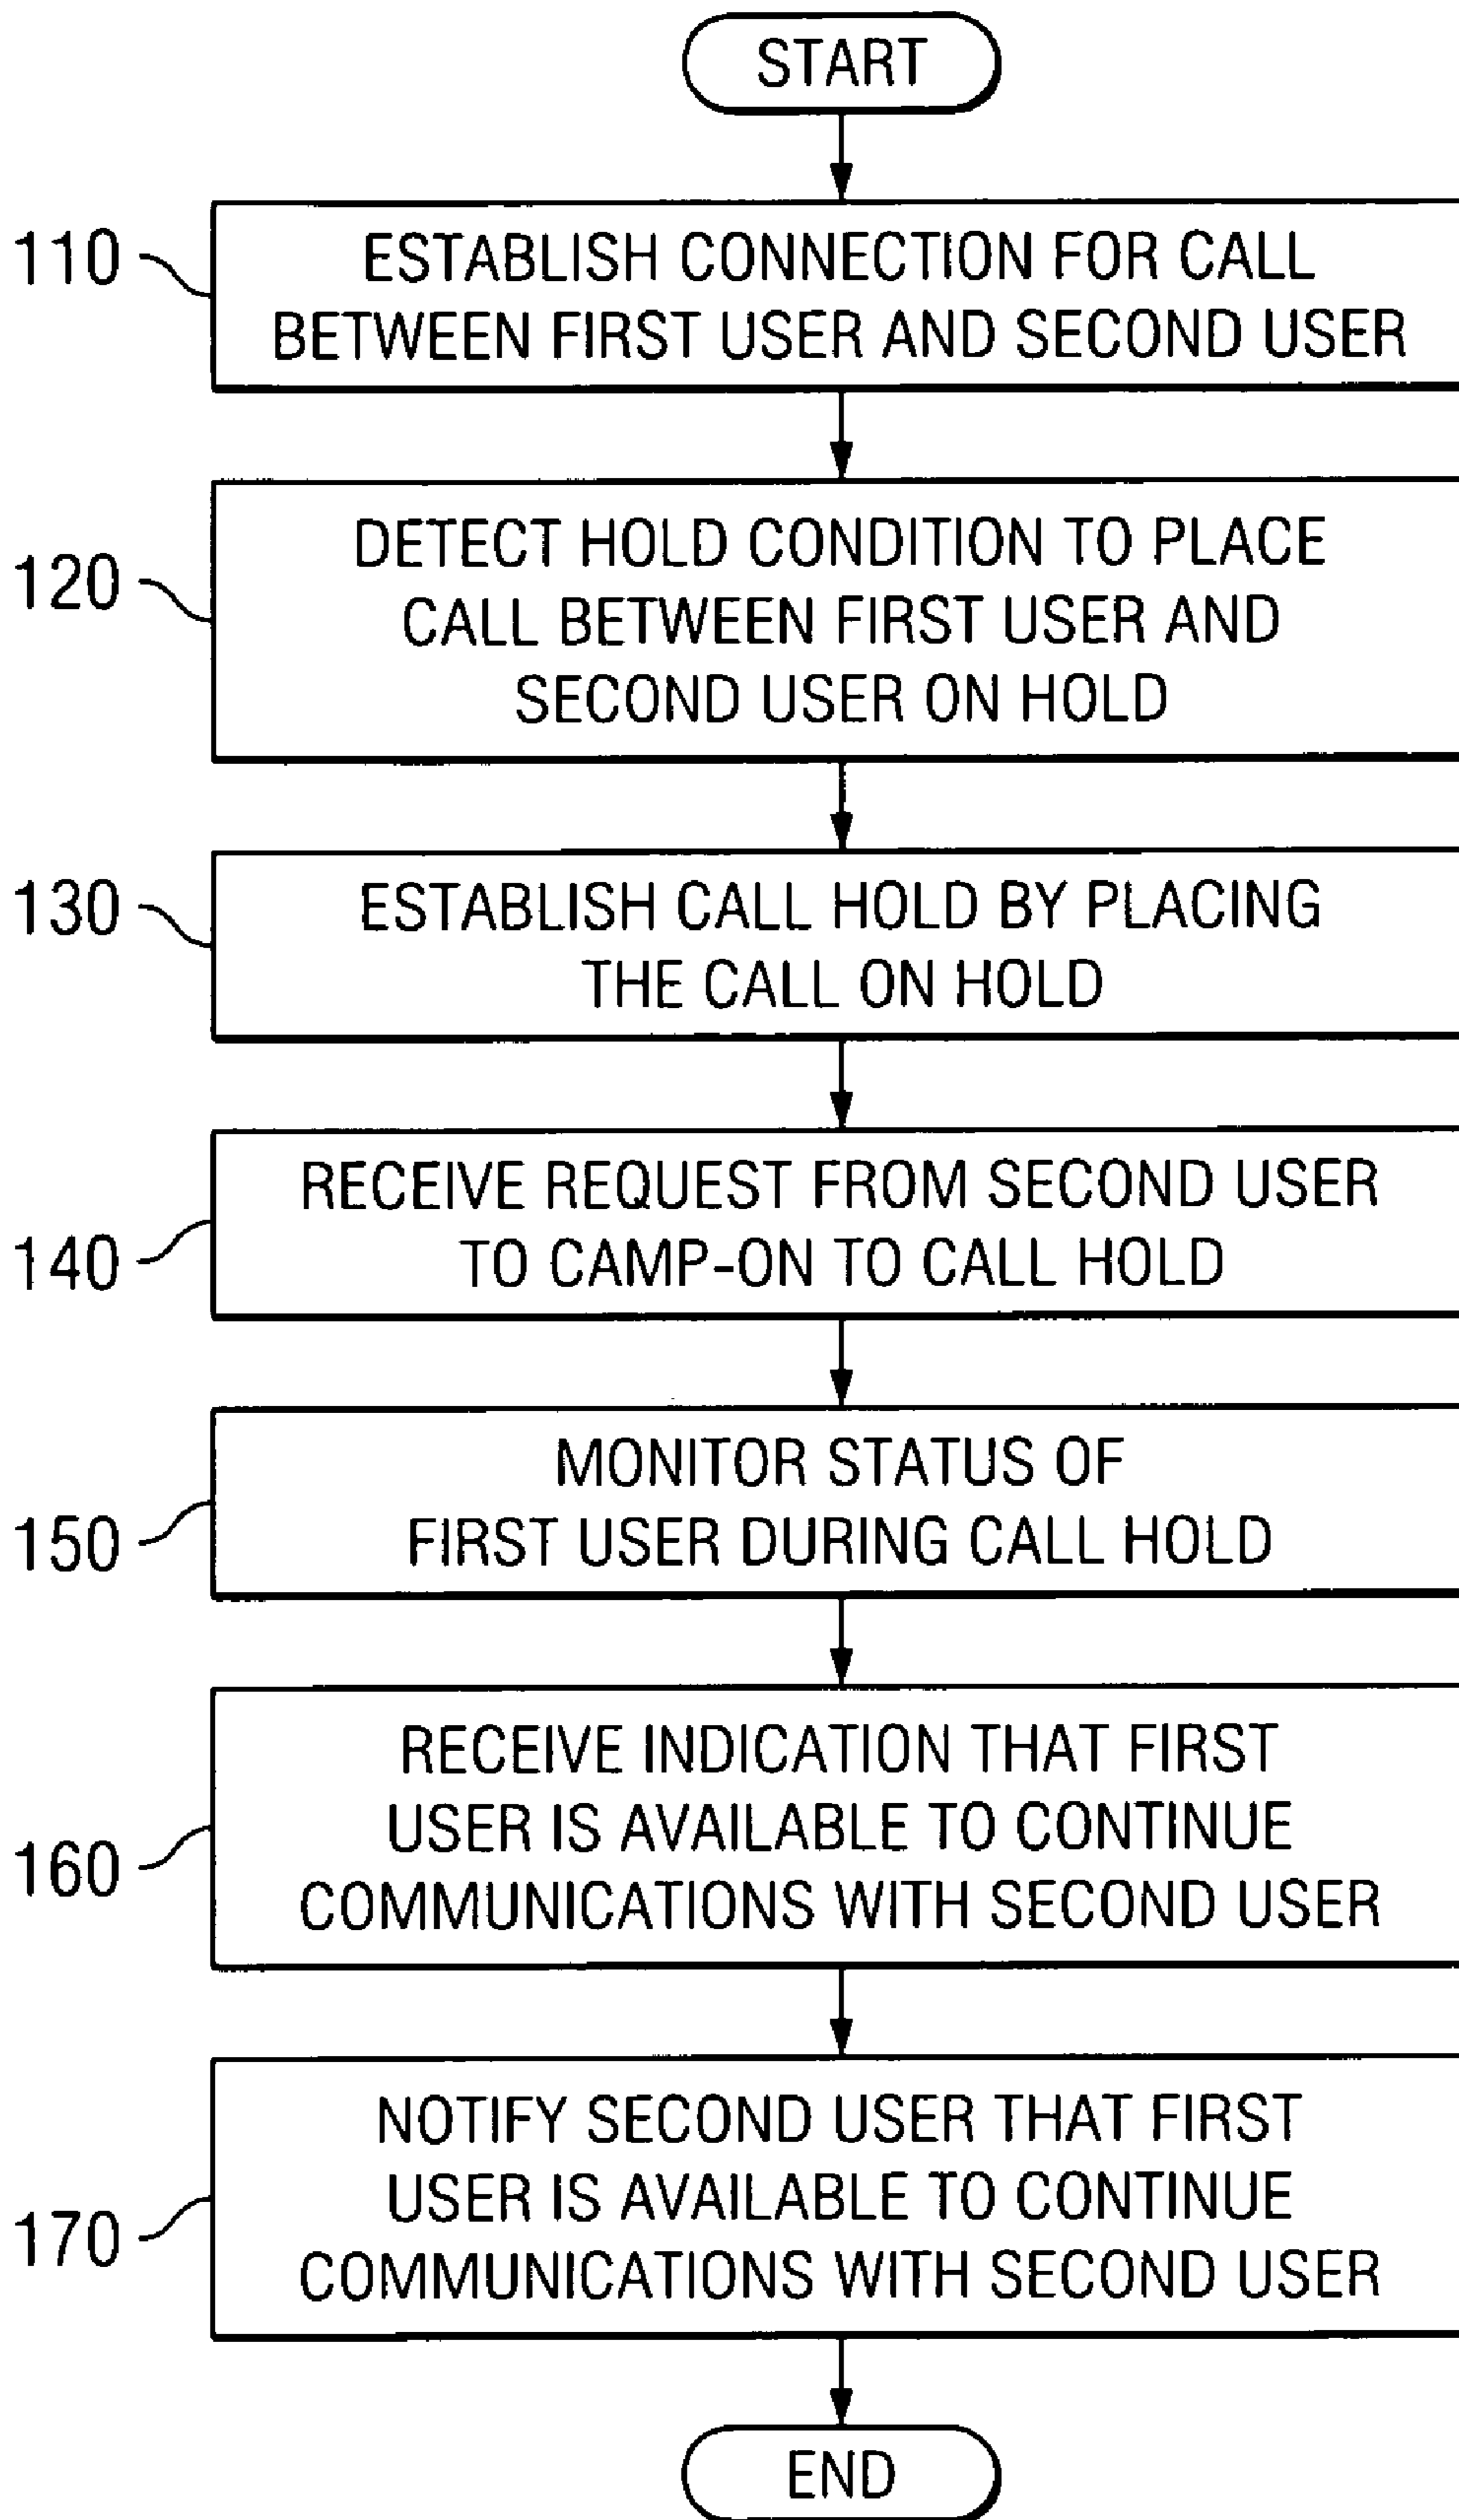 START
110
ESTABLISH CONNECTION FOR CALL
BETWEEN FIRST USER AND SECOND USER
120
DETECT HOLD CONDITION TO PLACE
CALL BETWEEN FIRST USER AND
SECOND USER ON HOLD
130
ESTABLISH CALL HOLD BY PLACING
THE CALL ON HOLD
140
RECEIVE REQUEST FROM SECOND USER
TO CAMP-ON TO CALL HOLD
150
MONITOR STATUS OF
FIRST USER DURING CALL HOLD
160
RECEIVE INDICATION THAT FIRST
USER IS AVAILABLE TO CONTINUE
COMMUNICATIONS WITH SECOND USER
170
NOTIFY SECOND USER THAT FIRST
USER IS AVAILABLE TO CONTINUE
COMMUNICATIONS WITH SECOND USER
END